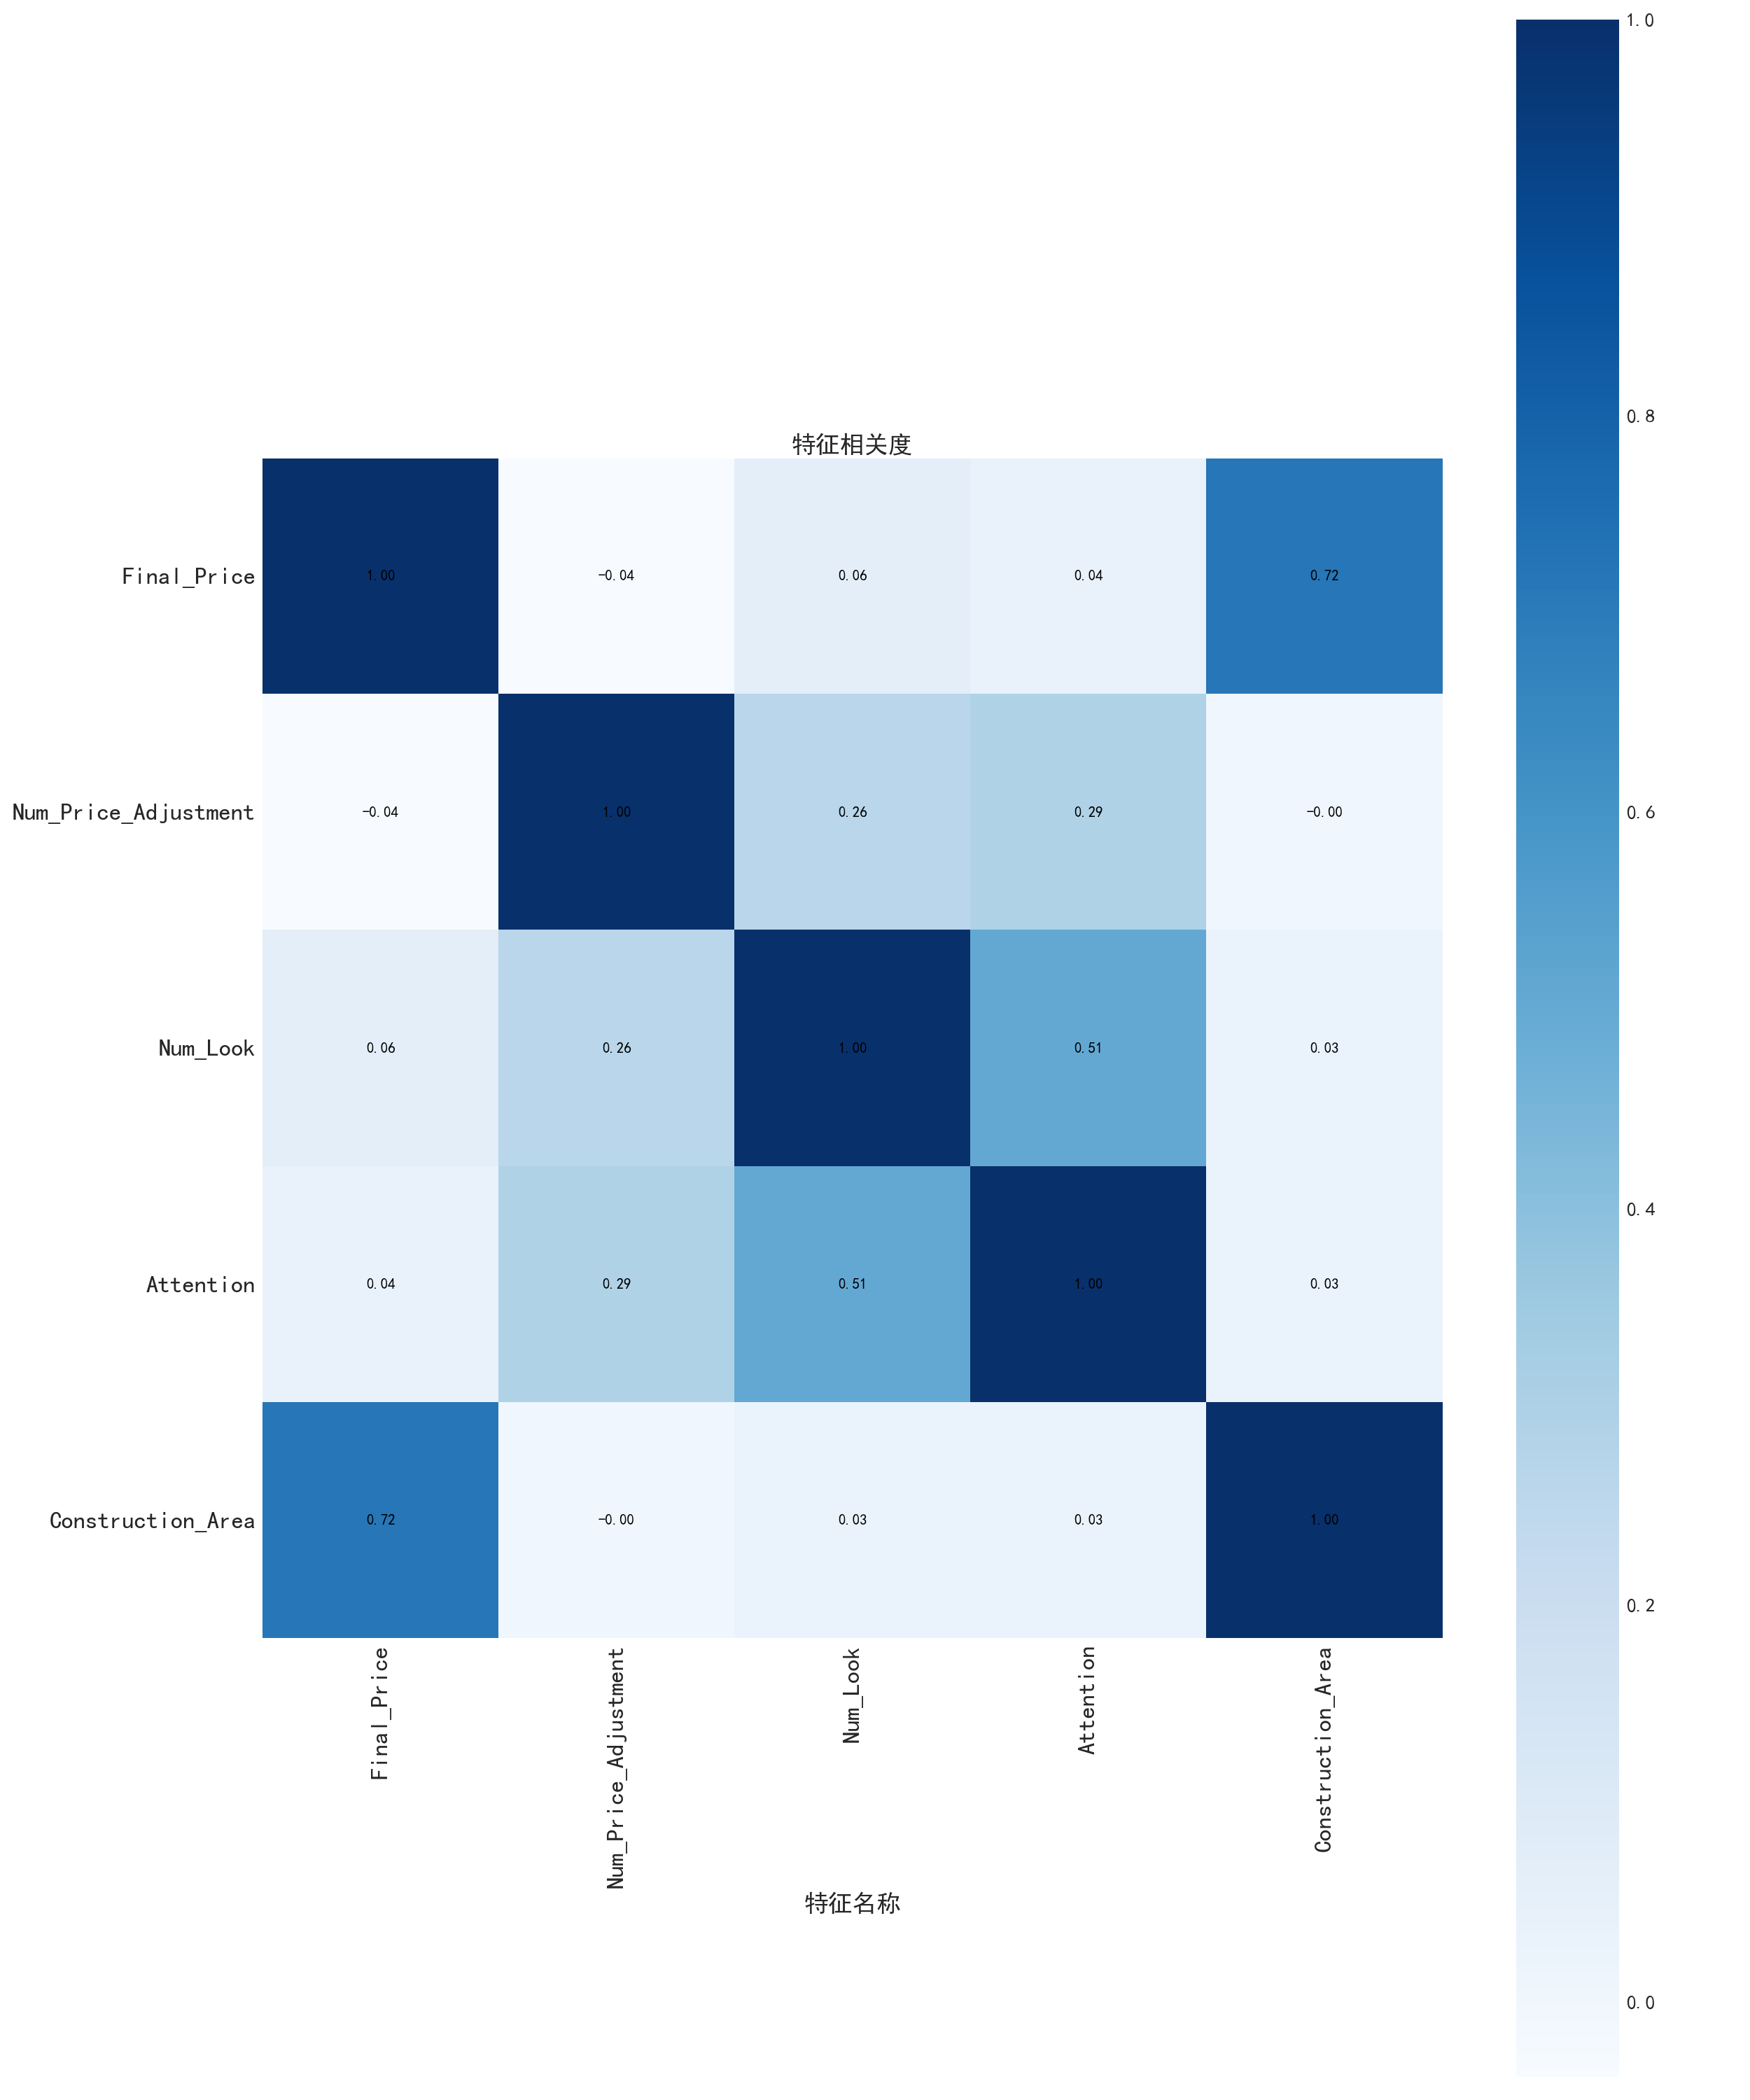 特征相关度
1.0
0.8
0.6
0.4
0.2
0.0
Final_Price 1.00 -0.04 0.06 0.04 0.72
Num_Price_Adjustment -0.04 1.00 0.26 0.29 -0.00
Num_Look 0.06 0.26 1.00 0.51 0.03
Attention 0.04 0.29 0.51 1.00 0.03
Construction_Area 0.72 -0.00 0.03 0.03 1.00
Final_Price
Num_Price_Adjustment
Num_Look
Attention
Construction_Area
特征名称